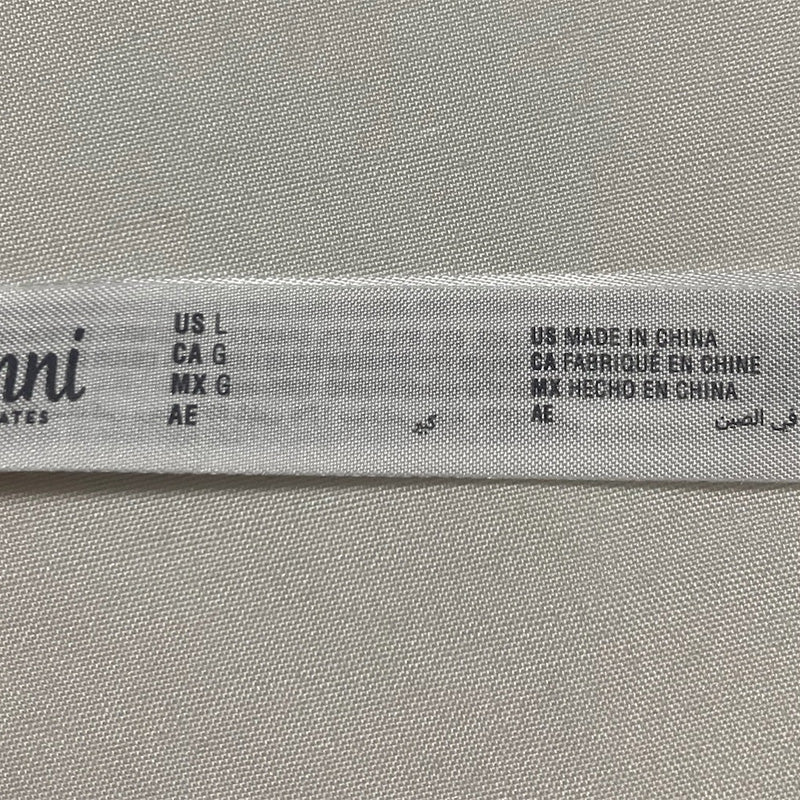 nni
ATES
US L
CA G
MX G
AE كبير
US MADE IN CHINA
CA FABRIQUÉ EN CHINE
MX HECHO EN CHINA
AE في الصين